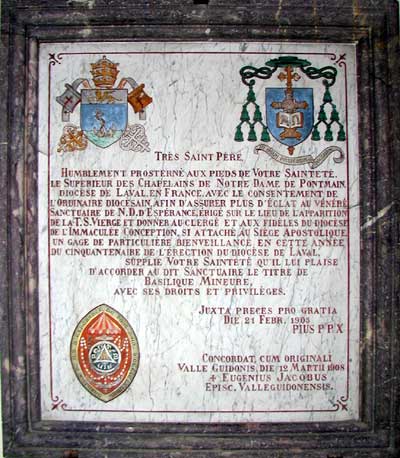 TRÈS SAINT PÈRE,
HUMBLEMENT PROSTERNÉ AUX PIEDS DE VOTRE SAINTETÉ,
LE SUPÉRIEUR DES CHAPELAINS DE NOTRE DAME DE PONTMAIN,
DIOCÈSE DE LAVAL, EN FRANCE, AVEC LE CONSENTEMENT DE
L'ORDINAIRE DIOCÉSAIN, AFIN D'ASSURER PLUS D'ÉCLAT AU VÉNÉRÉ
SANCTUAIRE DE N.D. D'ESPÉRANCE, ÉRIGÉ SUR LE LIEU DE L'APPARITION
DE LA T.S. VIERGE ET DONNER AU CLERGÉ ET AUX FIDÈLES DU DIOCÈSE
DE L'IMMACULÉE CONCEPTION, SI ATTACHÉ AU SIÈGE APOSTOLIQUE,
UN GAGE DE PARTICULIÈRE BIENVEILLANCE EN CETTE ANNÉE
DU CINQUANTENAIRE DE L'ÉRECTION DU DIOCÈSE DE LAVAL,
SUPPLIE VOTRE SAINTETÉ QU'IL LUI PLAISE
D'ACCORDER AU DIT SANCTUAIRE LE TITRE DE
BASILIQUE MINEURE,
AVEC SES DROITS ET PRIVILÈGES.
JUXTA PRECES PRO GRATIA
DIE 21 FEBR. 1905
PIUS P P X
CONCORDAT CUM ORIGINALI
VALLE GUIDONIS, DIE 12 MARTII 1908
EUGENIUS JACOBUS
EPISC. VALLEGUIDONENSIS.